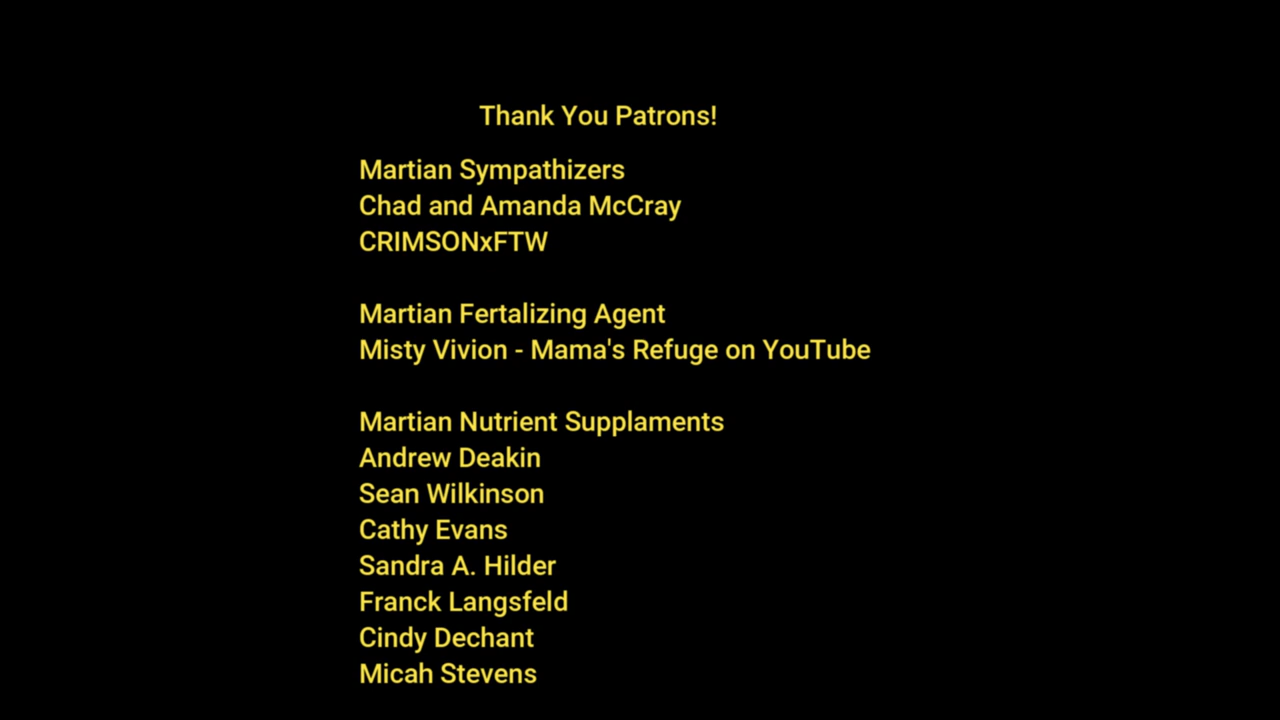 Thank You Patrons!
Martian Sympathizers
Chad and Amanda McCray
CRIMSONxFTW
Martian Fertalizing Agent
Misty Vivion - Mama's Refuge on YouTube
Martian Nutrient Supplaments
Andrew Deakin
Sean Wilkinson
Cathy Evans
Sandra A. Hilder
Franck Langsfeld
Cindy Dechant
Micah Stevens